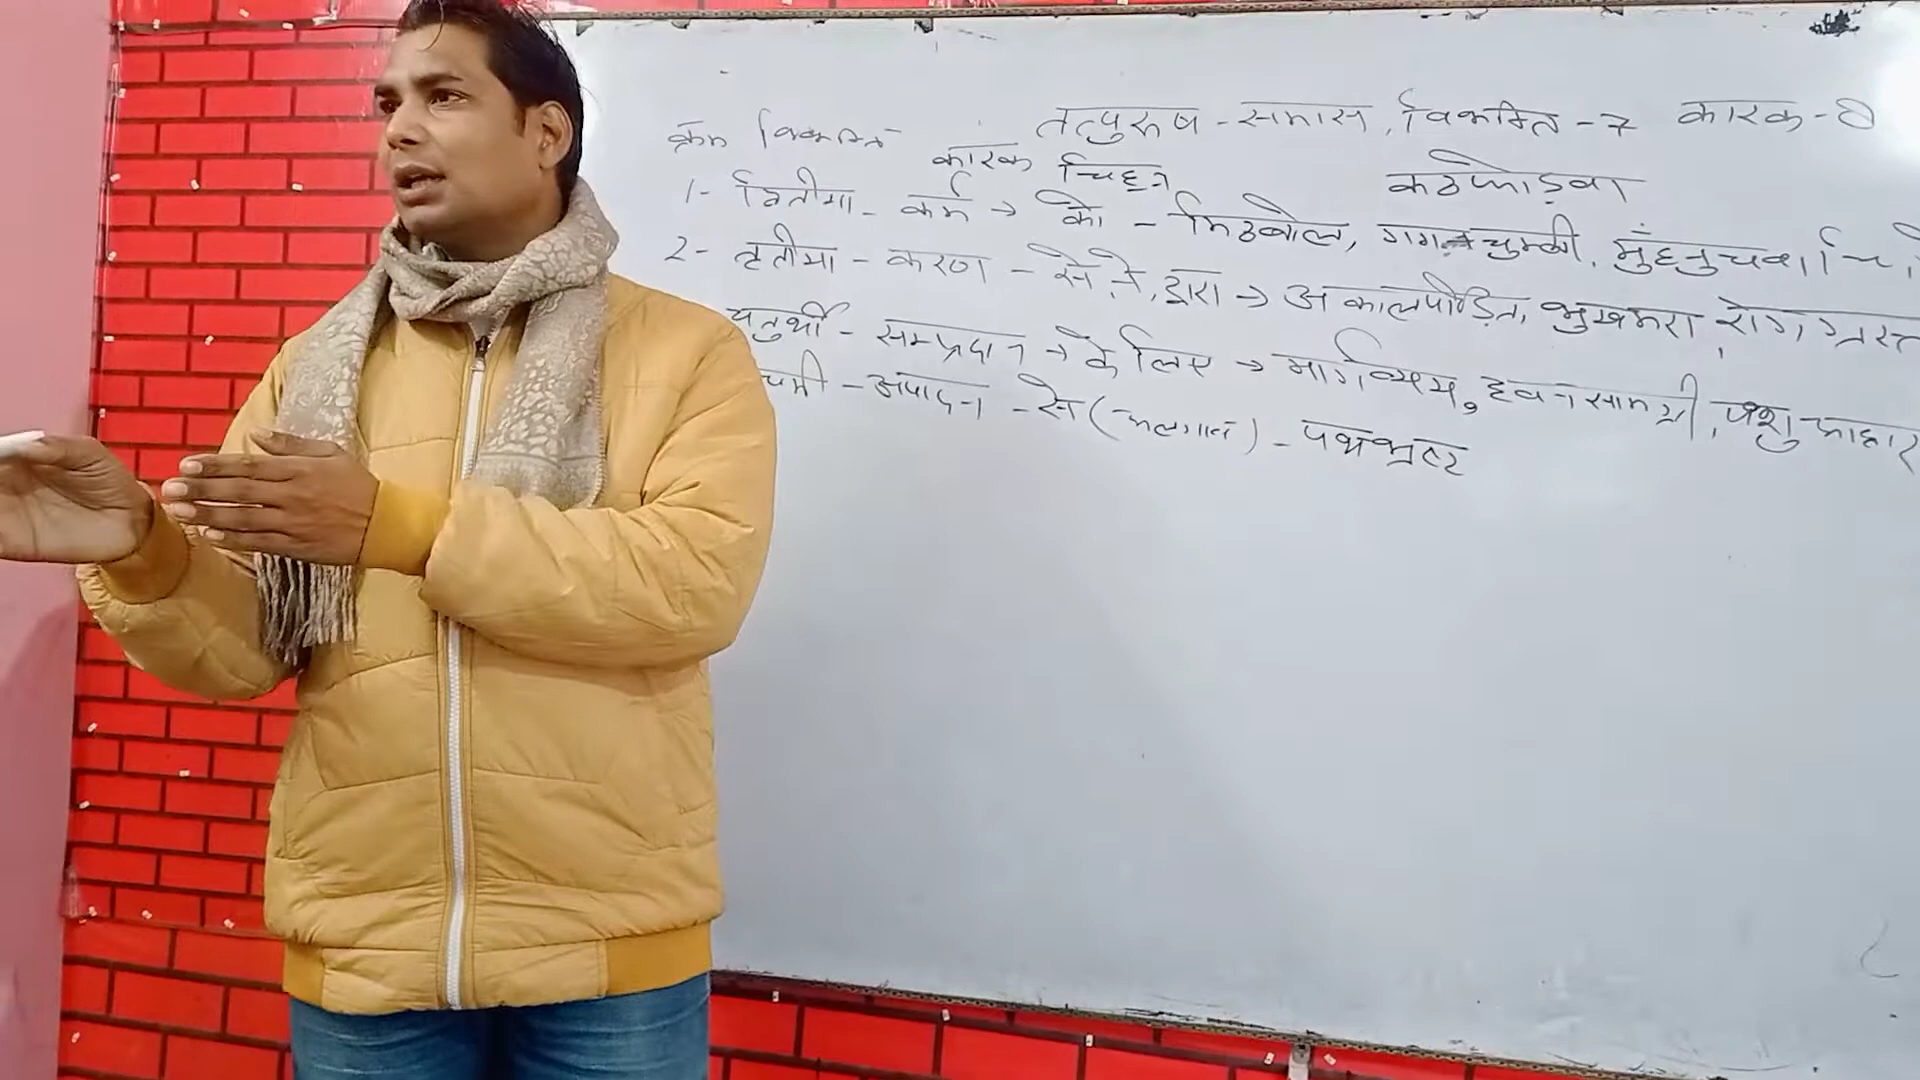 तत्पुरूष - समास, विभक्ति - 7 कारक - 8
क्रम विभक्ति कारक चिह्न कठफोड़वा
1- द्वितीया - कर्म → को - मिठबोल, गगनचुम्बी, मुंहनुचवा
2- तृतीया - करण - से, ने, द्वारा → अकालपीड़ित, भुखमरा, रोगग्रस्त
चतुर्थी - सम्प्रदान → के लिए → मार्गव्यय, हवनसामग्री, पशुआहार
चमी - अपादन - से (अलगाव) - पथभ्रष्ट